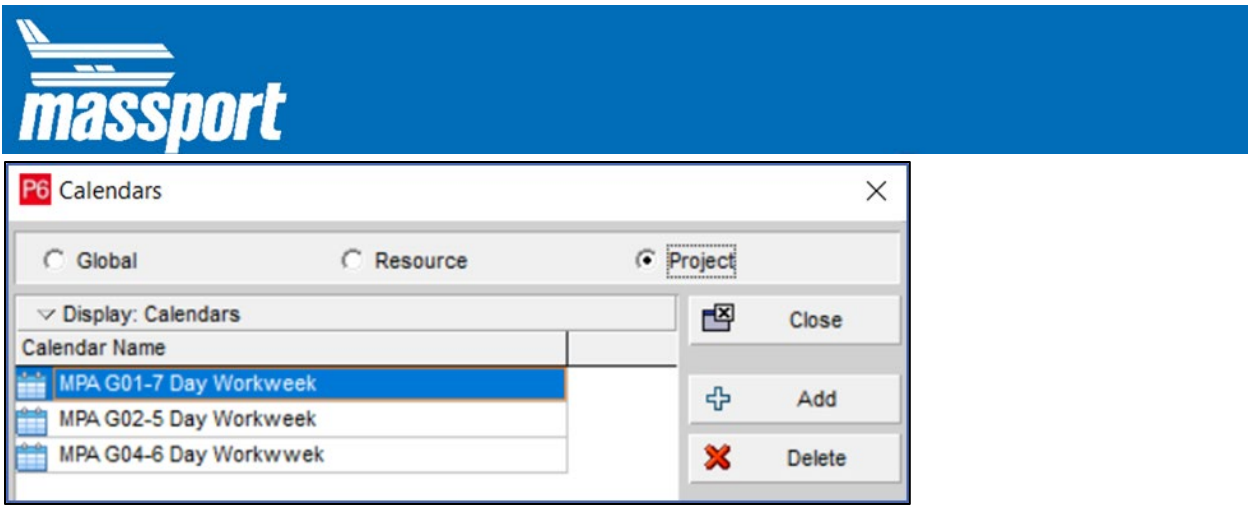 massport
P6 Calendars
Global Resource Project
Display: Calendars
Close
Calendar Name
MPA G01-7 Day Workweek
Add
MPA G02-5 Day Workweek
MPA G04-6 Day Workwwek
Delete